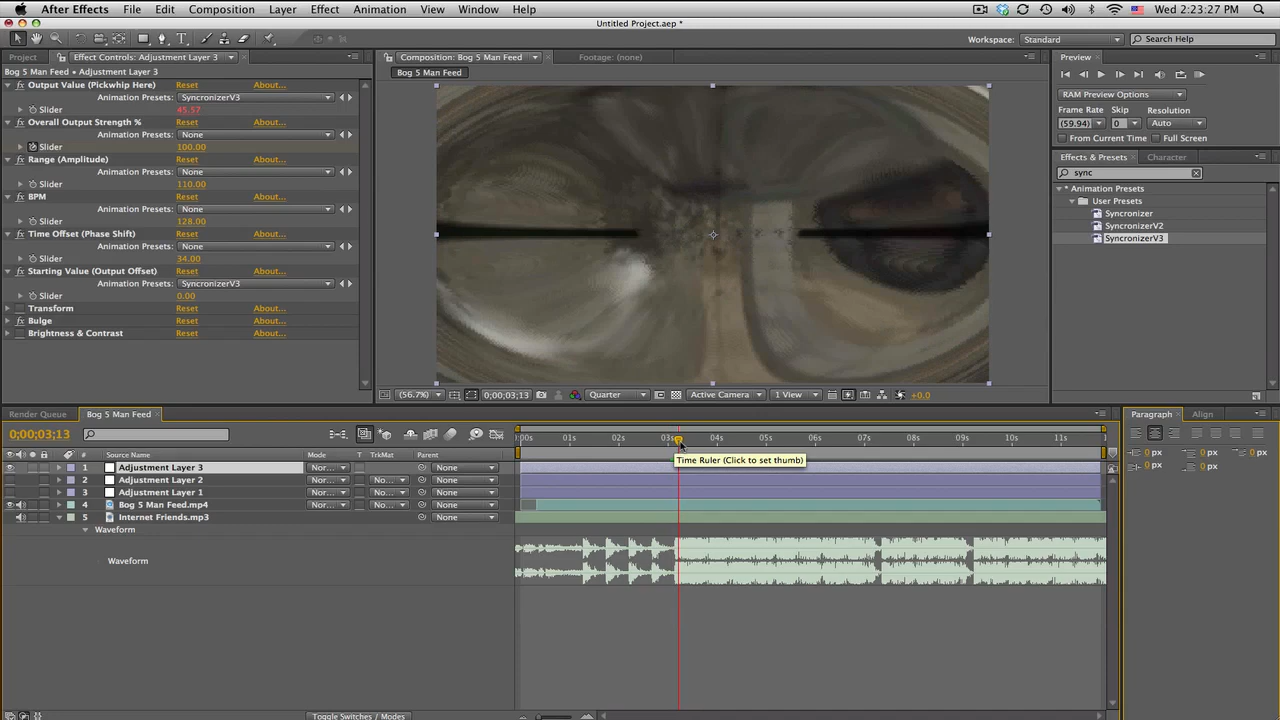 After Effects File Edit Composition Layer Effect Animation View Window Help Wed 2:23:27 PM
Untitled Project.aep *
Workspace: Standard Search Help
Project Effect Controls: Adjustment Layer 3 Composition: Bog 5 Man Feed Footage: (none) Preview
Bog 5 Man Feed • Adjustment Layer 3 Bog 5 Man Feed
Output Value (Pickwhip Here) Reset About...
Animation Presets: SyncronizerV3 RAM Preview Options
Slider 45.57 Frame Rate Skip Resolution
Overall Output Strength % Reset About... (59.94) 0 Auto
Animation Presets: None From Current Time Full Screen
Slider 100.00
Range (Amplitude) Reset About... Effects & Presets Character
Animation Presets: None sync
Slider 110.00 * Animation Presets
BPM Reset About... User Presets
Animation Presets: None Syncronizer
Slider 128.00 SyncronizerV2
Time Offset (Phase Shift) Reset About... SyncronizerV3
Animation Presets: None
Slider 34.00
Starting Value (Output Offset) Reset About...
Animation Presets: SyncronizerV3
Slider 0.00
Transform Reset About...
Bulge Reset About...
Brightness & Contrast Reset About...
(56.7%) 0;00;03;13 Quarter Active Camera 1 View +0.0
Render Queue Bog 5 Man Feed Paragraph Align
0;00;03;13 :00s 01s 02s 03s 04s 05s 06s 07s 08s 09s 10s 11s
# Source Name Mode T TrkMat Parent Time Ruler (Click to set thumb) 0 px 0 px 0 px
1 Adjustment Layer 3 Nor... None 0 px 0 px
2 Adjustment Layer 2 Nor... No... None
3 Adjustment Layer 1 Nor... No... None
4 Bog 5 Man Feed.mp4 Nor... No... None
5 Internet Friends.mp3 None
Waveform
Waveform
Toggle Switches / Modes